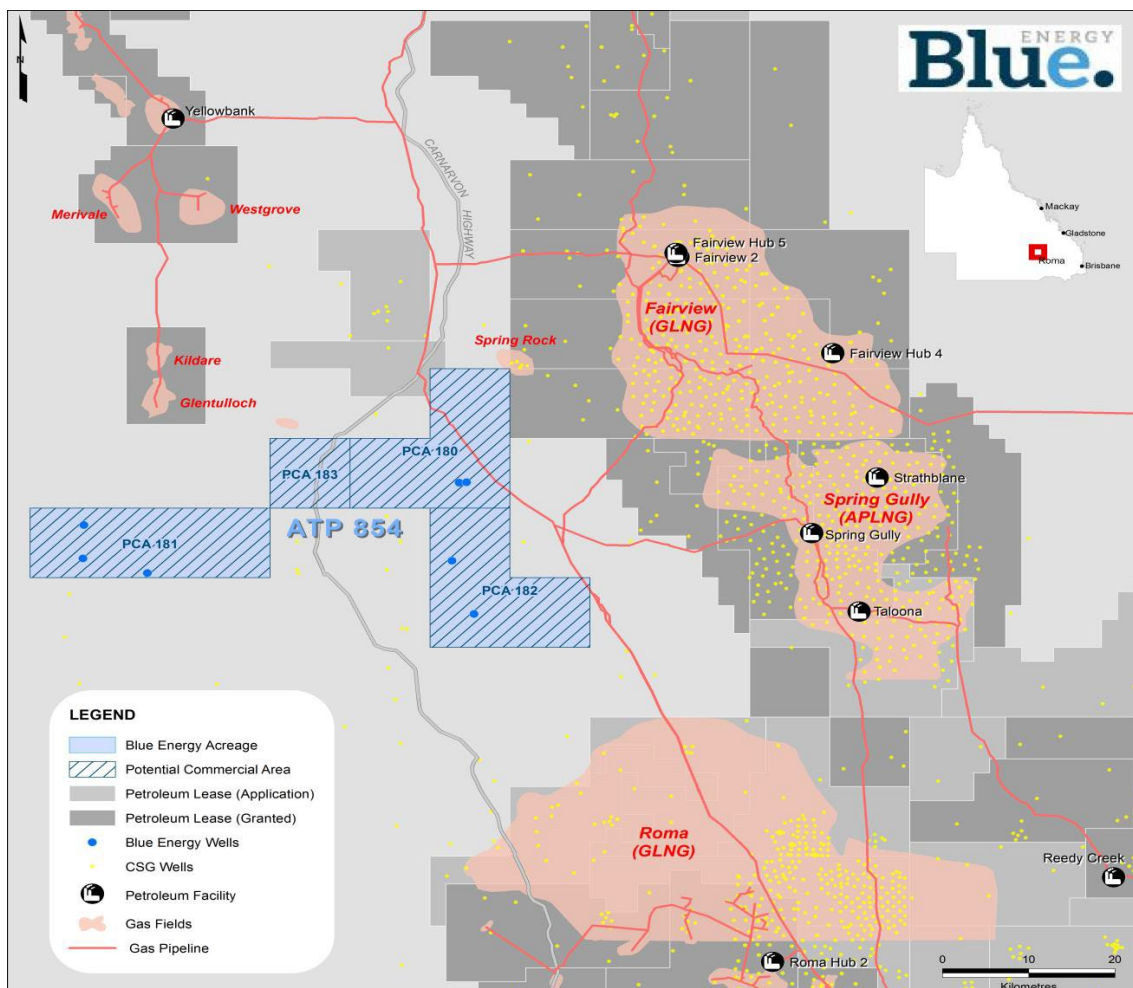 ENERGY
Blue.
N
Yellowbank
CARNARVON
HIGHWAY
Merivale
Westgrove
Mackay
Gladstone
Roma
Brisbane
Fairview Hub 5
Fairview 2
Fairview
(GLNG)
Spring Rock
Fairview Hub 4
Kildare
Glentulloch
PCA 180
PCA 183
Strathblane
Spring Gully
(APLNG)
ATP 854
Spring Gully
PCA 181
PCA 182
Taloona
LEGEND
Blue Energy Acreage
Potential Commercial Area
Petroleum Lease (Application)
Petroleum Lease (Granted)
Blue Energy Wells
CSG Wells
Petroleum Facility
Gas Fields
Gas Pipeline
Roma
(GLNG)
Reedy Creek
Roma Hub 2
0 10 20
Kilometres